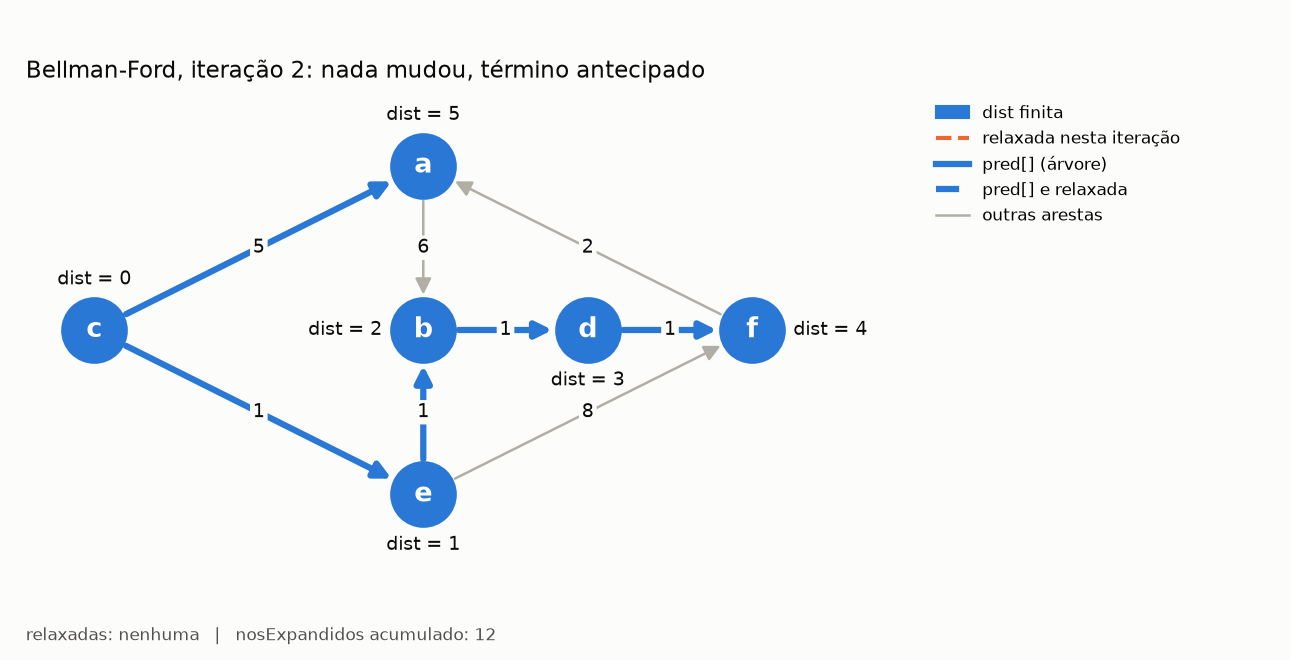 Bellman-Ford, iteração 2: nada mudou, término antecipado
dist = 5
a
dist finita
relaxada nesta iteração
pred[] (árvore)
pred[] e relaxada
outras arestas
5
6
2
dist = 0
c
dist = 2
b
1
d
1
f
dist = 4
dist = 3
1
1
8
e
dist = 1
relaxadas: nenhuma | nosExpandidos acumulado: 12